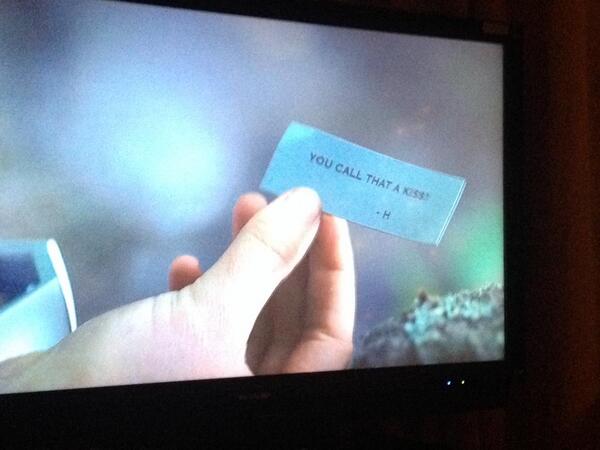 YOU CALL THAT A KISS?
- H